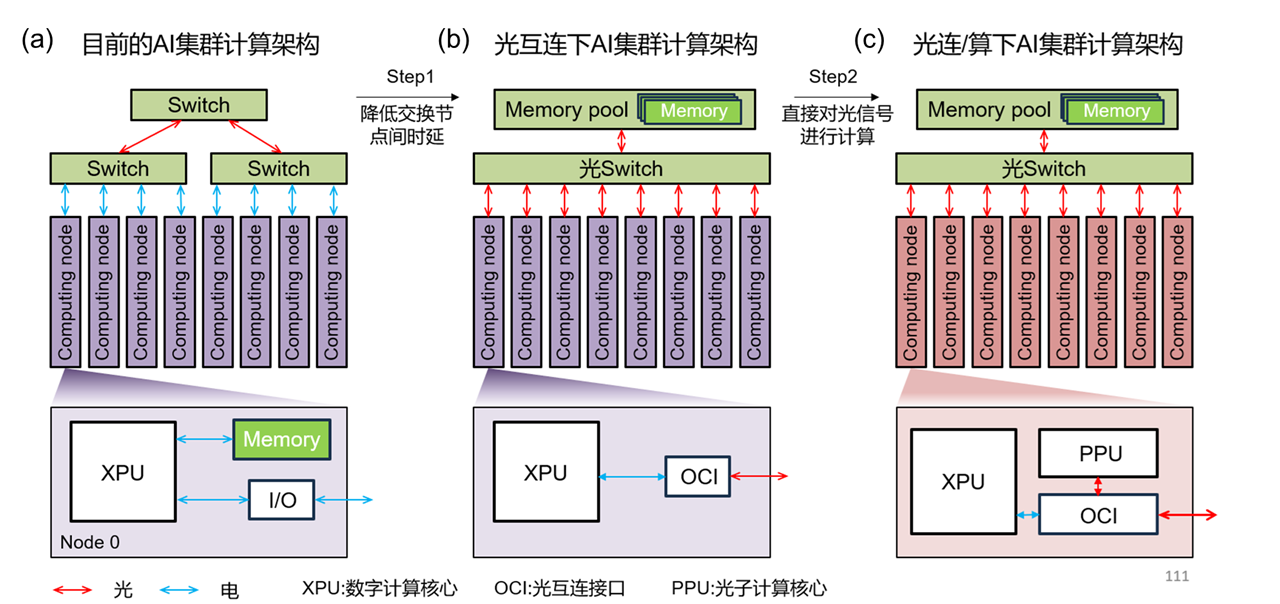 (a) 目前的AI集群计算架构
(b) 光互连下AI集群计算架构
(c) 光连/算下AI集群计算架构
Switch
Switch
Switch
Computing node
Computing node
Computing node
Computing node
Computing node
Computing node
Computing node
Computing node
XPU
Memory
I/O
Node 0
Step1
降低交换节
点间时延
Memory pool
Memory
光Switch
Computing node
Computing node
Computing node
Computing node
Computing node
Computing node
Computing node
Computing node
XPU
OCI
Step2
直接对光信号
进行计算
Memory pool
Memory
光Switch
Computing node
Computing node
Computing node
Computing node
Computing node
Computing node
Computing node
Computing node
XPU
PPU
OCI
111
光
电
XPU:数字计算核心
OCI:光互连接口
PPU:光子计算核心